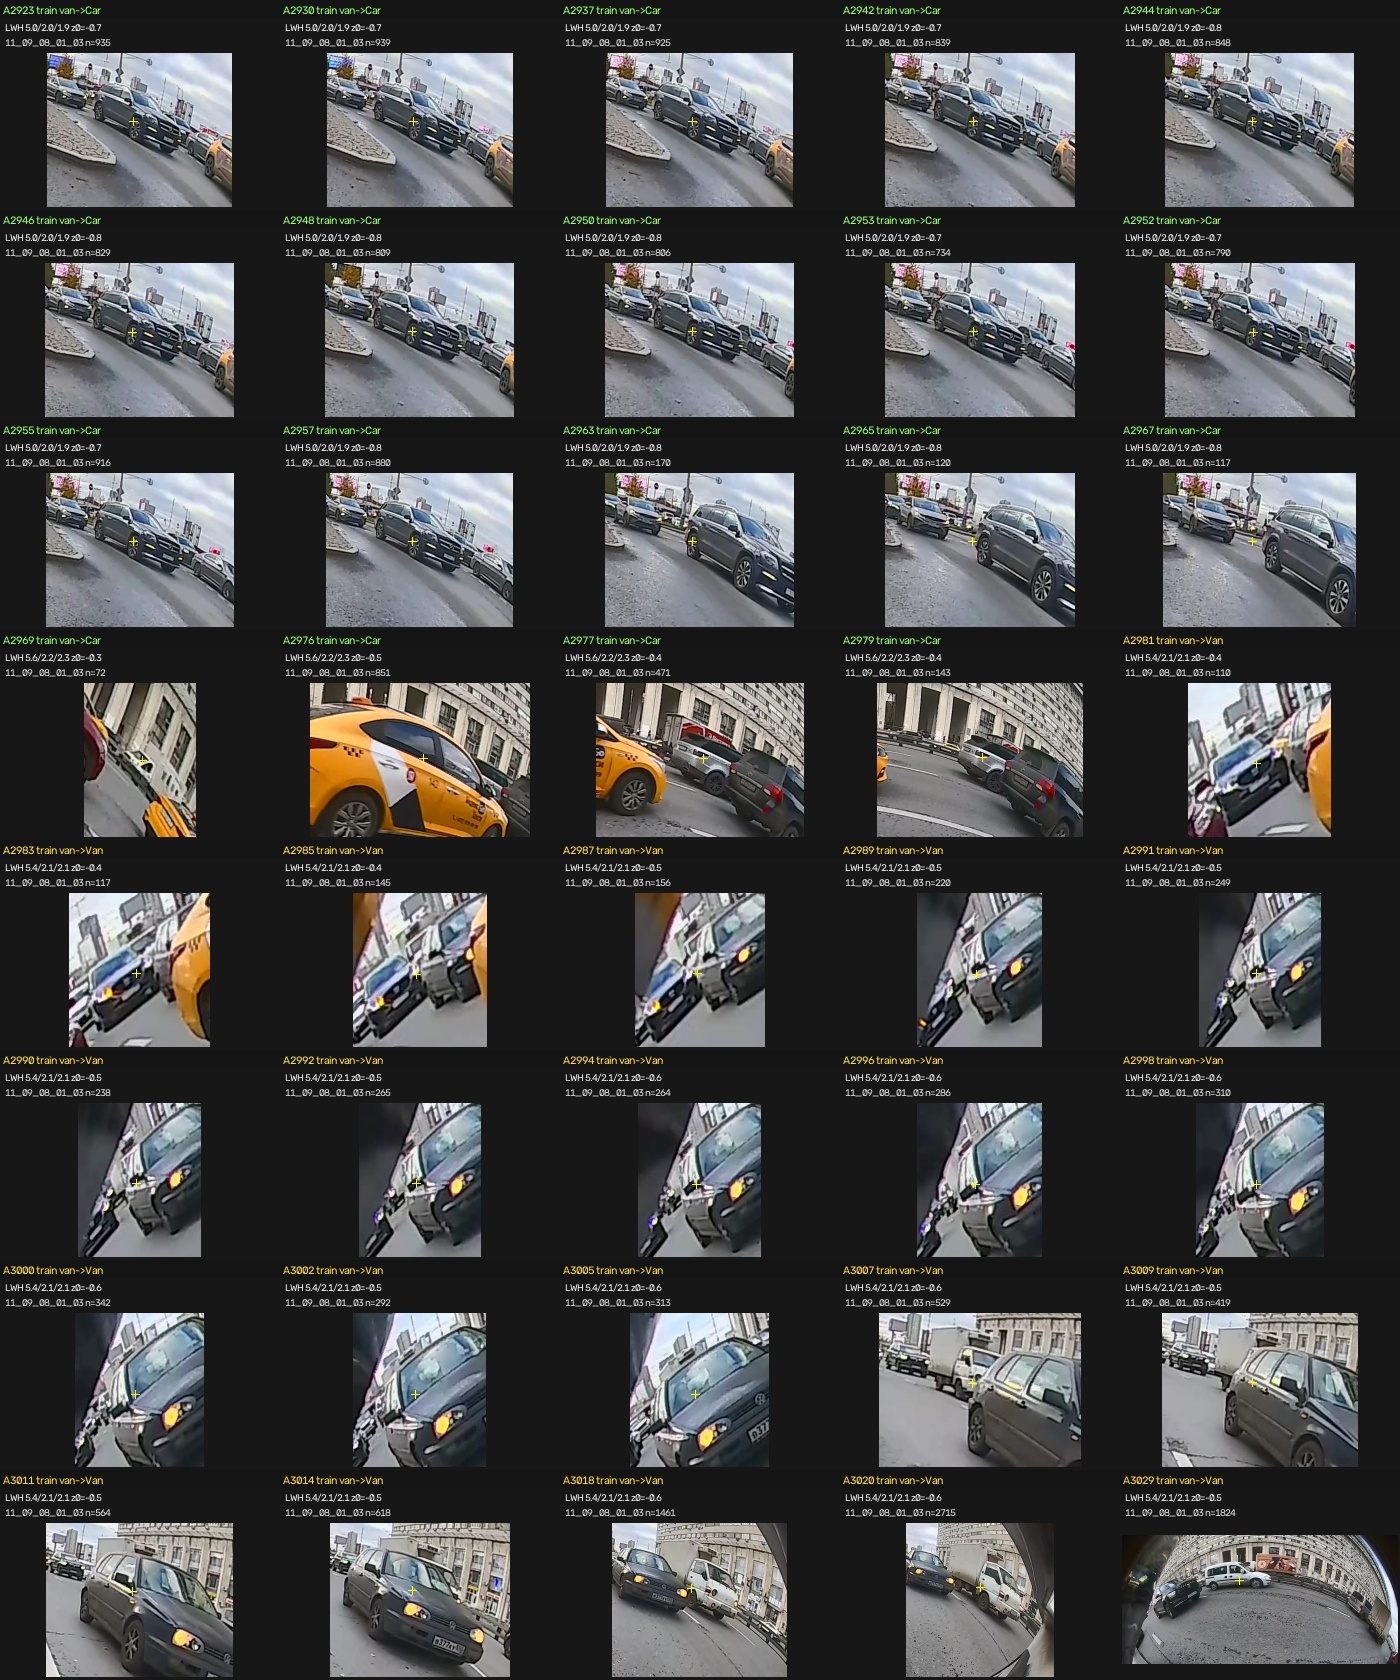 A2923 train van->Car
LWH 5.0/2.0/1.9 z0=-0.7
11_09_08_01_03 n=935
A2930 train van->Car
LWH 5.0/2.0/1.9 z0=-0.7
11_09_08_01_03 n=939
A2937 train van->Car
LWH 5.0/2.0/1.9 z0=-0.7
11_09_08_01_03 n=925
A2942 train van->Car
LWH 5.0/2.0/1.9 z0=-0.7
11_09_08_01_03 n=839
A2944 train van->Car
LWH 5.0/2.0/1.9 z0=-0.8
11_09_08_01_03 n=848
A2946 train van->Car
LWH 5.0/2.0/1.9 z0=-0.8
11_09_08_01_03 n=829
A2948 train van->Car
LWH 5.0/2.0/1.9 z0=-0.8
11_09_08_01_03 n=809
A2950 train van->Car
LWH 5.0/2.0/1.9 z0=-0.8
11_09_08_01_03 n=806
A2953 train van->Car
LWH 5.0/2.0/1.9 z0=-0.7
11_09_08_01_03 n=734
A2952 train van->Car
LWH 5.0/2.0/1.9 z0=-0.7
11_09_08_01_03 n=790
A2955 train van->Car
LWH 5.0/2.0/1.9 z0=-0.7
11_09_08_01_03 n=916
A2957 train van->Car
LWH 5.0/2.0/1.9 z0=-0.8
11_09_08_01_03 n=880
A2963 train van->Car
LWH 5.0/2.0/1.9 z0=-0.8
11_09_08_01_03 n=170
A2965 train van->Car
LWH 5.0/2.0/1.9 z0=-0.8
11_09_08_01_03 n=120
A2967 train van->Car
LWH 5.0/2.0/1.9 z0=-0.8
11_09_08_01_03 n=117
A2969 train van->Car
LWH 5.6/2.2/2.3 z0=-0.3
11_09_08_01_03 n=72
A2976 train van->Car
LWH 5.6/2.2/2.3 z0=-0.5
11_09_08_01_03 n=851
A2977 train van->Car
LWH 5.6/2.2/2.3 z0=-0.4
11_09_08_01_03 n=471
A2979 train van->Car
LWH 5.6/2.2/2.3 z0=-0.4
11_09_08_01_03 n=143
A2981 train van->Van
LWH 5.4/2.1/2.1 z0=-0.4
11_09_08_01_03 n=110
A2983 train van->Van
LWH 5.4/2.1/2.1 z0=-0.4
11_09_08_01_03 n=117
A2985 train van->Van
LWH 5.4/2.1/2.1 z0=-0.4
11_09_08_01_03 n=145
A2987 train van->Van
LWH 5.4/2.1/2.1 z0=-0.5
11_09_08_01_03 n=156
A2989 train van->Van
LWH 5.4/2.1/2.1 z0=-0.5
11_09_08_01_03 n=220
A2991 train van->Van
LWH 5.4/2.1/2.1 z0=-0.5
11_09_08_01_03 n=249
A2990 train van->Van
LWH 5.4/2.1/2.1 z0=-0.5
11_09_08_01_03 n=238
A2992 train van->Van
LWH 5.4/2.1/2.1 z0=-0.5
11_09_08_01_03 n=265
A2994 train van->Van
LWH 5.4/2.1/2.1 z0=-0.6
11_09_08_01_03 n=264
A2996 train van->Van
LWH 5.4/2.1/2.1 z0=-0.6
11_09_08_01_03 n=286
A2998 train van->Van
LWH 5.4/2.1/2.1 z0=-0.6
11_09_08_01_03 n=310
A3000 train van->Van
LWH 5.4/2.1/2.1 z0=-0.6
11_09_08_01_03 n=342
A3002 train van->Van
LWH 5.4/2.1/2.1 z0=-0.5
11_09_08_01_03 n=292
A3005 train van->Van
LWH 5.4/2.1/2.1 z0=-0.6
11_09_08_01_03 n=313
A3007 train van->Van
LWH 5.4/2.1/2.1 z0=-0.6
11_09_08_01_03 n=529
A3009 train van->Van
LWH 5.4/2.1/2.1 z0=-0.5
11_09_08_01_03 n=419
A3011 train van->Van
LWH 5.4/2.1/2.1 z0=-0.5
11_09_08_01_03 n=564
A3014 train van->Van
LWH 5.4/2.1/2.1 z0=-0.5
11_09_08_01_03 n=618
A3018 train van->Van
LWH 5.4/2.1/2.1 z0=-0.6
11_09_08_01_03 n=1461
A3020 train van->Van
LWH 5.4/2.1/2.1 z0=-0.6
11_09_08_01_03 n=2715
A3029 train van->Van
LWH 5.4/2.1/2.1 z0=-0.5
11_09_08_01_03 n=1824